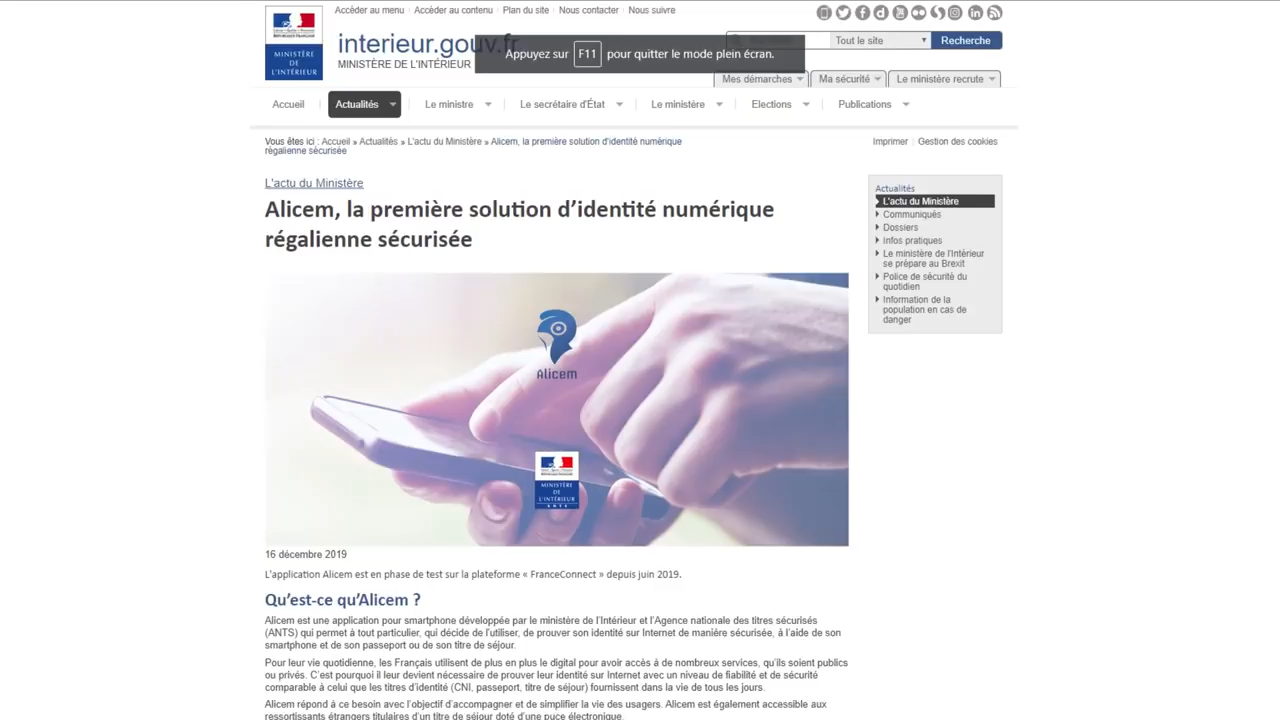 Accéder au menu Accéder au contenu Plan du site Nous contacter Nous suivre
RÉPUBLIQUE FRANÇAISE
MINISTÈRE
DE
L'INTÉRIEUR
interieur.gouv.fr
MINISTÈRE DE L'INTÉRIEUR
Appuyez sur F11 pour quitter le mode plein écran.
Tout le site
Recherche
Mes démarches Ma sécurité Le ministère recrute
Accueil Actualités Le ministre Le secrétaire d'État Le ministère Elections Publications
Vous êtes ici : Accueil » Actualités » L'actu du Ministère » Alicem, la première solution d'identité numérique
régalienne sécurisée
Imprimer Gestion des cookies
L'actu du Ministère
Alicem, la première solution d'identité numérique
régalienne sécurisée
Actualités
L'actu du Ministère
Communiqués
Dossiers
Infos pratiques
Le ministère de l'Intérieur
se prépare au Brexit
Police de sécurité du
quotidien
Information de la
population en cas de
danger
Alicem
MINISTÈRE
DE
L'INTÉRIEUR
ANTS
16 décembre 2019
L'application Alicem est en phase de test sur la plateforme « FranceConnect » depuis juin 2019.
Qu'est-ce qu'Alicem ?
Alicem est une application pour smartphone développée par le ministère de l'Intérieur et l'Agence nationale des titres sécurisés
(ANTS) qui permet à tout particulier, qui décide de l'utiliser, de prouver son identité sur Internet de manière sécurisée, à l'aide de son
smartphone et de son passeport ou de son titre de séjour.
Pour leur vie quotidienne, les Français utilisent de plus en plus le digital pour avoir accès à de nombreux services, qu'ils soient publics
ou privés. C'est pourquoi il leur devient nécessaire de prouver leur identité sur Internet avec un niveau de fiabilité et de sécurité
comparable à celui que les titres d'identité (CNI, passeport, titre de séjour) fournissent dans la vie de tous les jours.
Alicem répond à ce besoin avec l'objectif d'accompagner et de simplifier la vie des usagers. Alicem est également accessible aux
ressortissants étrangers titulaires d'un titre de séjour doté d'une puce électronique.